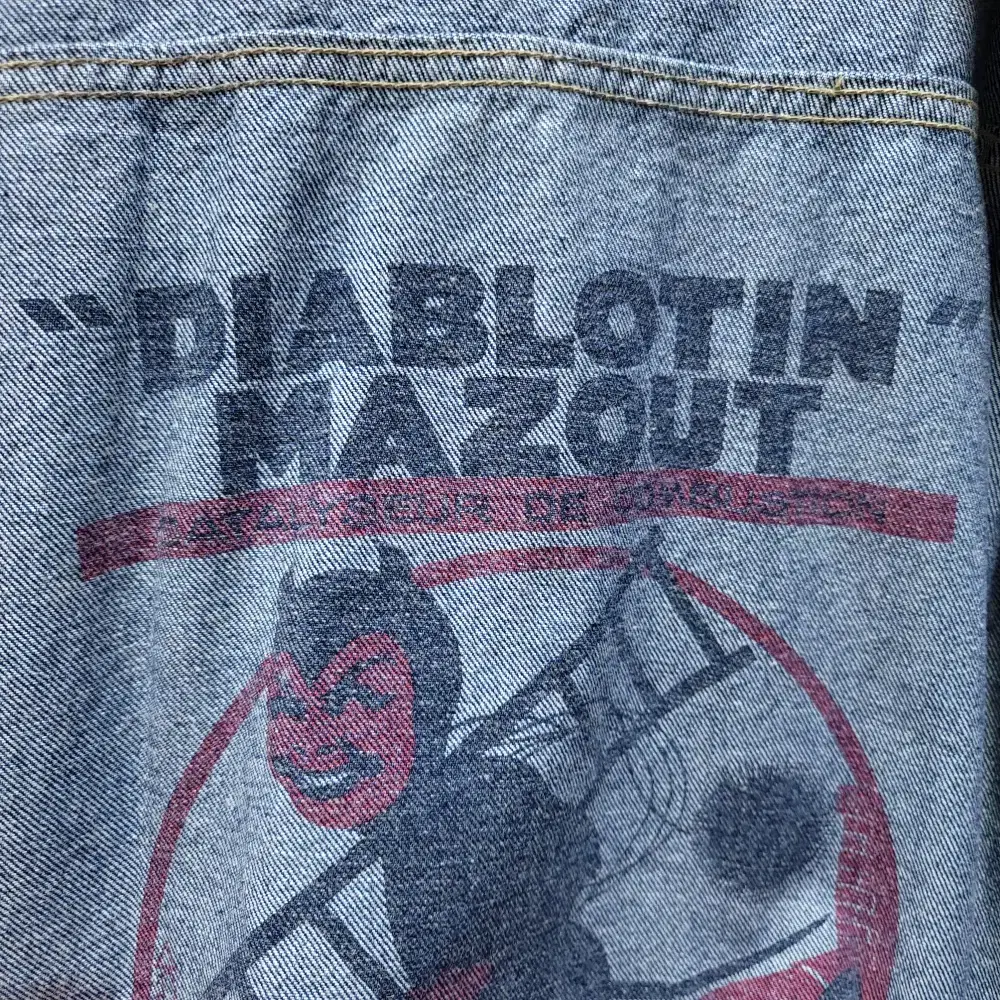 "DIABLOTIN"
MAZOUT
CATALYSEUR DE COMBUSTION